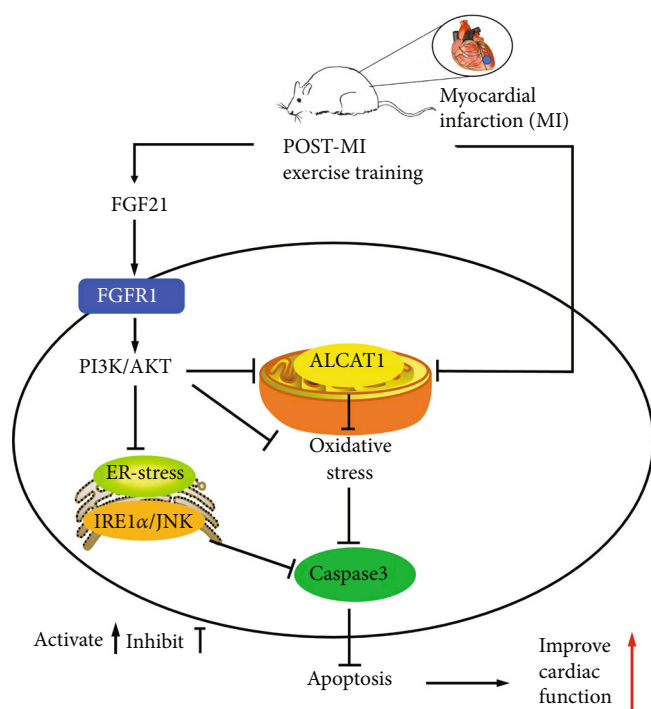 Myocardial
infarction (MI)
POST-MI
exercise training
FGF21
FGFR1
PI3K/AKT
ALCAT1
Oxidative
stress
ER-stress
IRE1α/JNK
Caspase3
Activate Inhibit
Apoptosis
Improve
cardiac
function